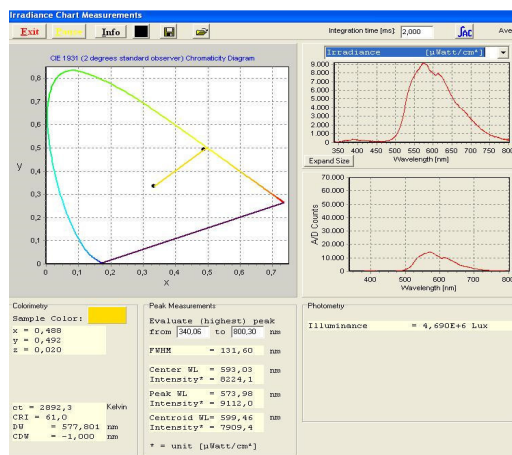 Irradiance Chart Measurements
Exit Info Integration time [ms] 2,000 Ave
CIE 1931 (2 degrees standard observer) Chromaticity Diagram
0,8
0,7
0,6
0,5
y
0,4
0,3
0,2
0,1
0
0 0,1 0,2 0,3 0,4 0,5 0,6 0,7
x
Irradiance [µWatt/cm²]
9.000
8.000
7.000
6.000
5.000
4.000
3.000
2.000
1.000
0
350 400 450 500 550 600 650 700 750 800
Expand Size Wavelength [nm]
70.000
60.000
50.000
40.000
30.000
20.000
10.000
0
A/D Counts
400 500 600 700 800
Wavelength [nm]
Colorimetry
Sample Color:
x = 0,488
y = 0,492
z = 0,020
ct = 2892,3 Kelvin
CRI = 61,0
DW = 577,801 nm
CDW = -1,000 nm
Peak Measurements
Evaluate (highest) peak
from 340,06 to 800,30 nm
FWHM = 131,60 nm
Center WL = 593,03 nm
Intensity* = 8224,1
Peak WL = 573,98 nm
Intensity* = 9112,0
Centroid WL= 599,46 nm
Intensity* = 7909,4
* = unit [µWatt/cm²]
Photometry
Illuminance = 4,690E+6 Lux